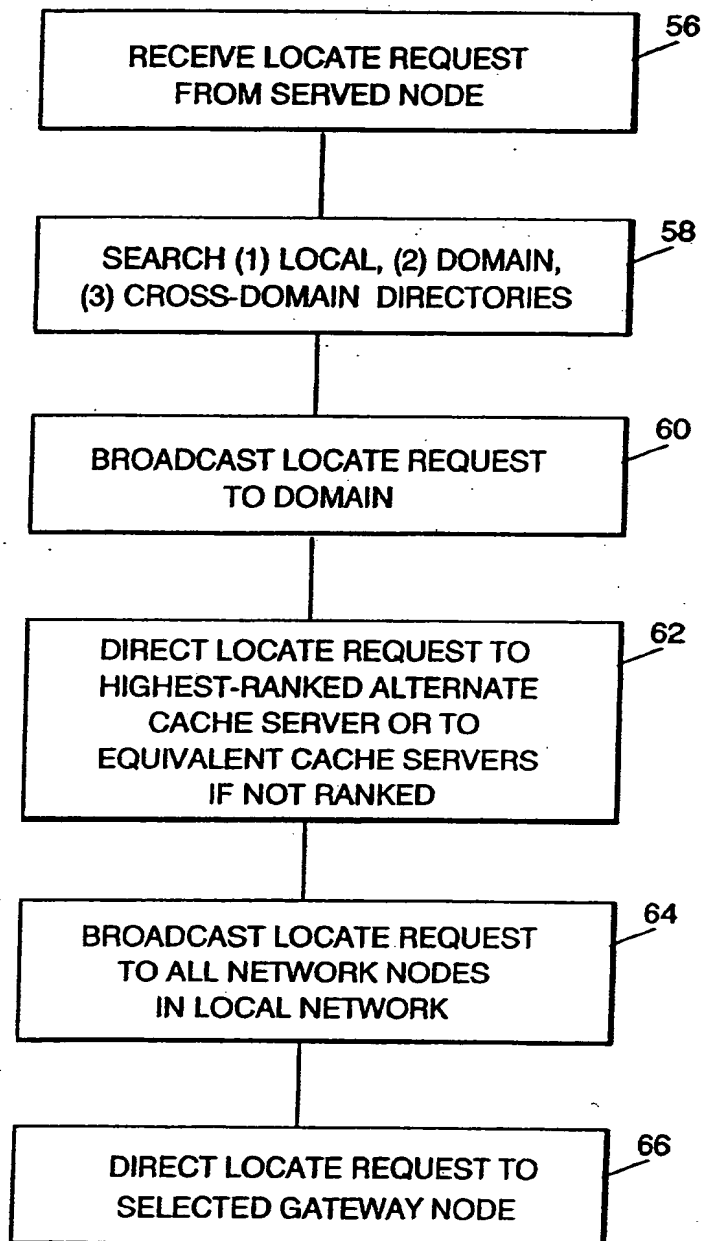 56
RECEIVE LOCATE REQUEST
FROM SERVED NODE
58
SEARCH (1) LOCAL, (2) DOMAIN,
(3) CROSS-DOMAIN DIRECTORIES
60
BROADCAST LOCATE REQUEST
TO DOMAIN
62
DIRECT LOCATE REQUEST TO
HIGHEST-RANKED ALTERNATE
CACHE SERVER OR TO
EQUIVALENT CACHE SERVERS
IF NOT RANKED
64
BROADCAST LOCATE REQUEST
TO ALL NETWORK NODES
IN LOCAL NETWORK
66
DIRECT LOCATE REQUEST TO
SELECTED GATEWAY NODE